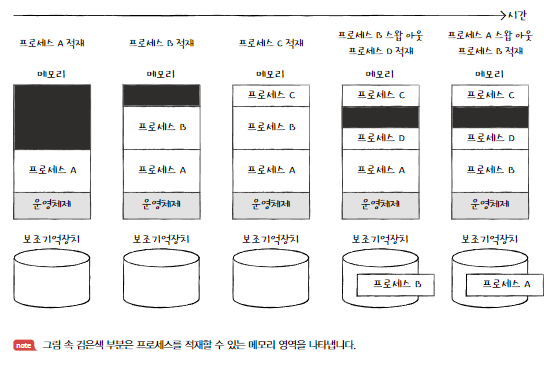 시간
프로세스 A 적재
프로세스 B 적재
프로세스 C 적재
프로세스 B 스왑 아웃
프로세스 D 적재
프로세스 A 스왑 아웃
프로세스 B 적재
메모리
메모리
메모리
메모리
메모리
프로세스 A
운영체제
프로세스 B
프로세스 A
운영체제
프로세스 C
프로세스 B
프로세스 A
운영체제
프로세스 C
프로세스 D
프로세스 A
운영체제
프로세스 C
프로세스 D
프로세스 B
운영체제
보조기억장치
보조기억장치
보조기억장치
보조기억장치
보조기억장치
프로세스 B
프로세스 A
note 그림 속 검은색 부분은 프로세스를 적재할 수 있는 메모리 영역을 나타냅니다.